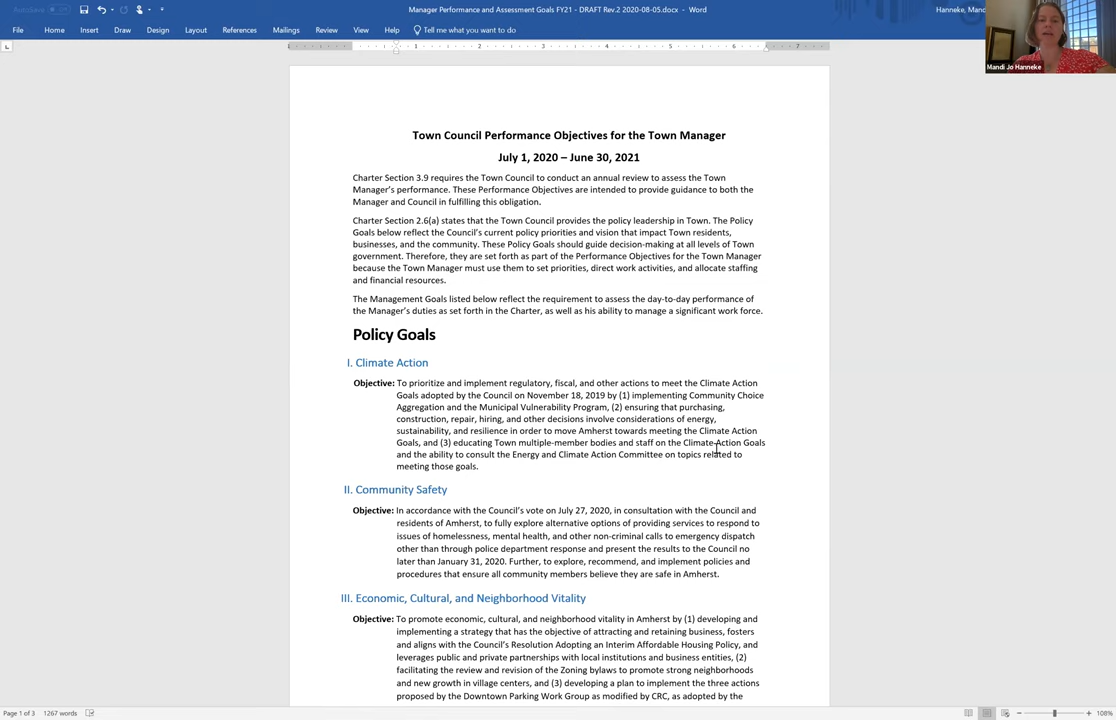 Manager Performance and Assessment Goals FY21 - DRAFT Rev.2 2020-08-05.docx - Word
Hanneke, Mand
File Home Insert Draw Design Layout References Mailings Review View Help Tell me what you want to do
Mandi Jo Hanneke
1 2 3 4 5 6 7
Town Council Performance Objectives for the Town Manager
July 1, 2020 – June 30, 2021
Charter Section 3.9 requires the Town Council to conduct an annual review to assess the Town
Manager's performance. These Performance Objectives are intended to provide guidance to both the
Manager and Council in fulfilling this obligation.
Charter Section 2.6(a) states that the Town Council provides the policy leadership in Town. The Policy
Goals below reflect the Council's current policy priorities and vision that impact Town residents,
businesses, and the community. These Policy Goals should guide decision-making at all levels of Town
government. Therefore, they are set forth as part of the Performance Objectives for the Town Manager
because the Town Manager must use them to set priorities, direct work activities, and allocate staffing
and financial resources.
The Management Goals listed below reflect the requirement to assess the day-to-day performance of
the Manager's duties as set forth in the Charter, as well as his ability to manage a significant work force.
Policy Goals
I. Climate Action
Objective: To prioritize and implement regulatory, fiscal, and other actions to meet the Climate Action
Goals adopted by the Council on November 18, 2019 by (1) implementing Community Choice
Aggregation and the Municipal Vulnerability Program, (2) ensuring that purchasing,
construction, repair, hiring, and other decisions involve considerations of energy,
sustainability, and resilience in order to move Amherst towards meeting the Climate Action
Goals, and (3) educating Town multiple-member bodies and staff on the Climate Action Goals
and the ability to consult the Energy and Climate Action Committee on topics related to
meeting those goals.
II. Community Safety
Objective: In accordance with the Council's vote on July 27, 2020, in consultation with the Council and
residents of Amherst, to fully explore alternative options of providing services to respond to
issues of homelessness, mental health, and other non-criminal calls to emergency dispatch
other than through police department response and present the results to the Council no
later than January 31, 2020. Further, to explore, recommend, and implement policies and
procedures that ensure all community members believe they are safe in Amherst.
III. Economic, Cultural, and Neighborhood Vitality
Objective: To promote economic, cultural, and neighborhood vitality in Amherst by (1) developing and
implementing a strategy that has the objective of attracting and retaining business, fosters
and aligns with the Council's Resolution Adopting an Interim Affordable Housing Policy, and
leverages public and private partnerships with local institutions and business entities, (2)
facilitating the review and revision of the Zoning bylaws to promote strong neighborhoods
and new growth in village centers, and (3) developing a plan to implement the three actions
proposed by the Downtown Parking Work Group as modified by CRC, as adopted by the
Page 1 of 3 1267 words
108%